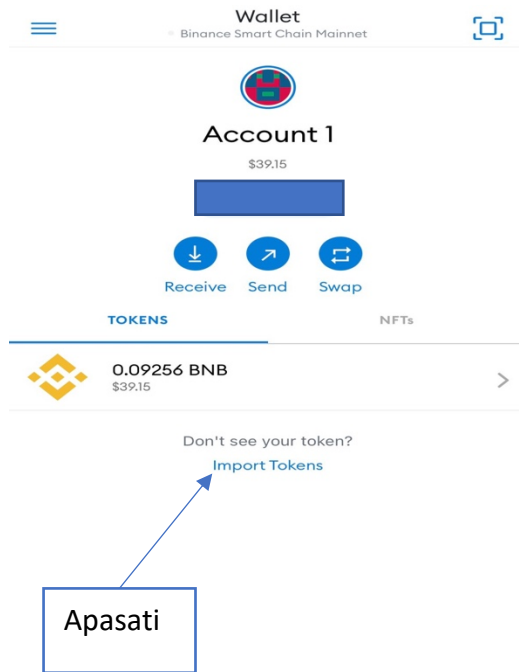 Wallet
Binance Smart Chain Mainnet
Account 1
$39.15
Receive Send Swap
TOKENS NFTs
0.09256 BNB
$39.15
Don't see your token?
Import Tokens
Apasati